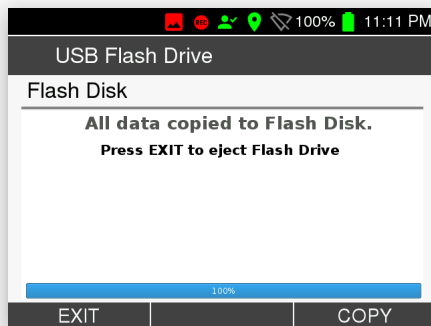 REC 100% 11:11 PM
USB Flash Drive
Flash Disk
All data copied to Flash Disk.
Press EXIT to eject Flash Drive
100%
EXIT COPY